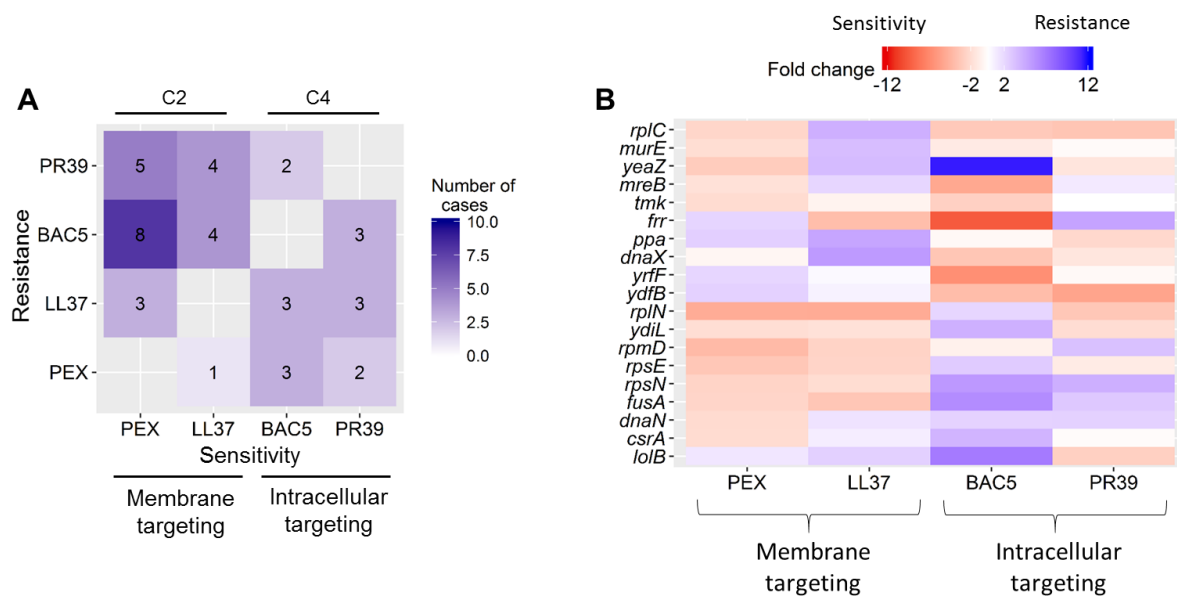 A
C2
C4
PR39
BAC5
LL37
PEX
Resistance
5
4
2
8
4
3
3
3
3
1
3
2
PEX
LL37
BAC5
PR39
Sensitivity
Membrane
targeting
Intracellular
targeting
Number of
cases
10.0
7.5
5.0
2.5
0.0
Sensitivity
Resistance
Fold change
-12
-2
2
12
B
rplC
murE
yeaZ
mreB
tmk
frr
ppa
dnaX
yrfF
ydfB
rplN
ydiL
rpmD
rpsE
rpsN
fusA
dnaN
csrA
lolB
PEX
LL37
BAC5
PR39
Membrane
targeting
Intracellular
targeting